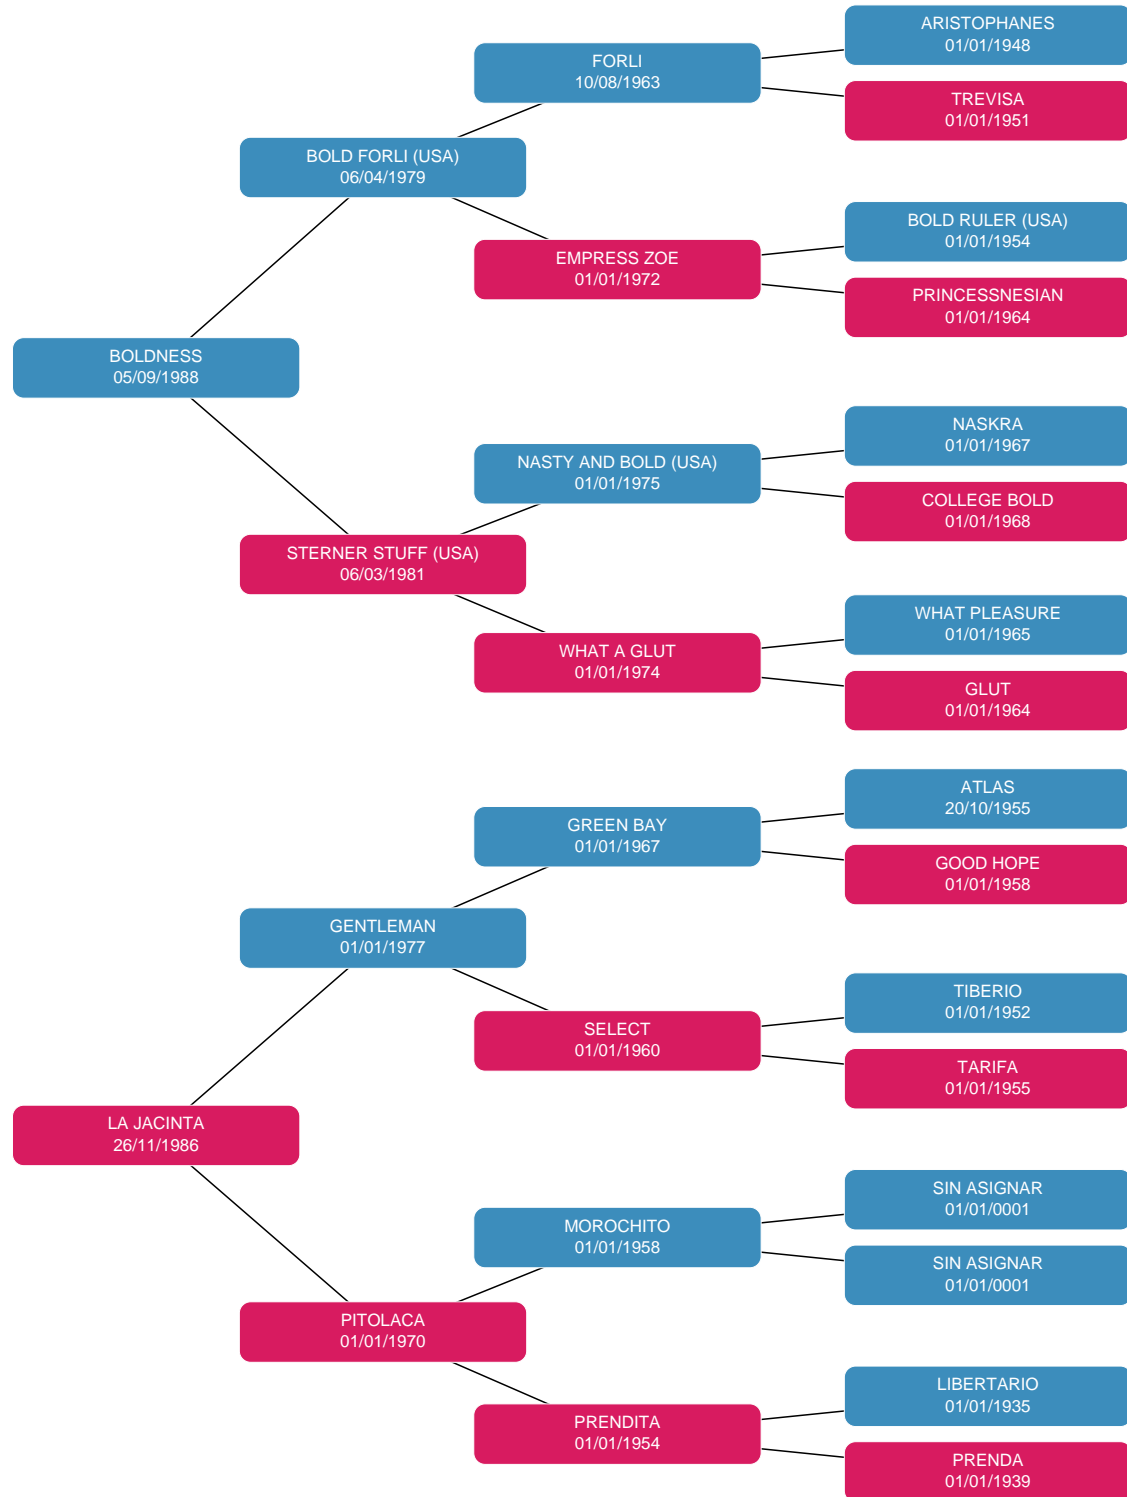 ARISTOPHANES
01/01/1948
FORLI
10/08/1963
TREVISA
01/01/1951
BOLD FORLI (USA)
06/04/1979
BOLD RULER (USA)
01/01/1954
EMPRESS ZOE
01/01/1972
PRINCESSNESIAN
01/01/1964
BOLDNESS
05/09/1988
NASKRA
01/01/1967
NASTY AND BOLD (USA)
01/01/1975
COLLEGE BOLD
01/01/1968
STERNER STUFF (USA)
06/03/1981
WHAT PLEASURE
01/01/1965
WHAT A GLUT
01/01/1974
GLUT
01/01/1964
ATLAS
20/10/1955
GREEN BAY
01/01/1967
GOOD HOPE
01/01/1958
GENTLEMAN
01/01/1977
TIBERIO
01/01/1952
SELECT
01/01/1960
TARIFA
01/01/1955
LA JACINTA
26/11/1986
SIN ASIGNAR
01/01/0001
MOROCHITO
01/01/1958
SIN ASIGNAR
01/01/0001
PITOLACA
01/01/1970
LIBERTARIO
01/01/1935
PRENDITA
01/01/1954
PRENDA
01/01/1939